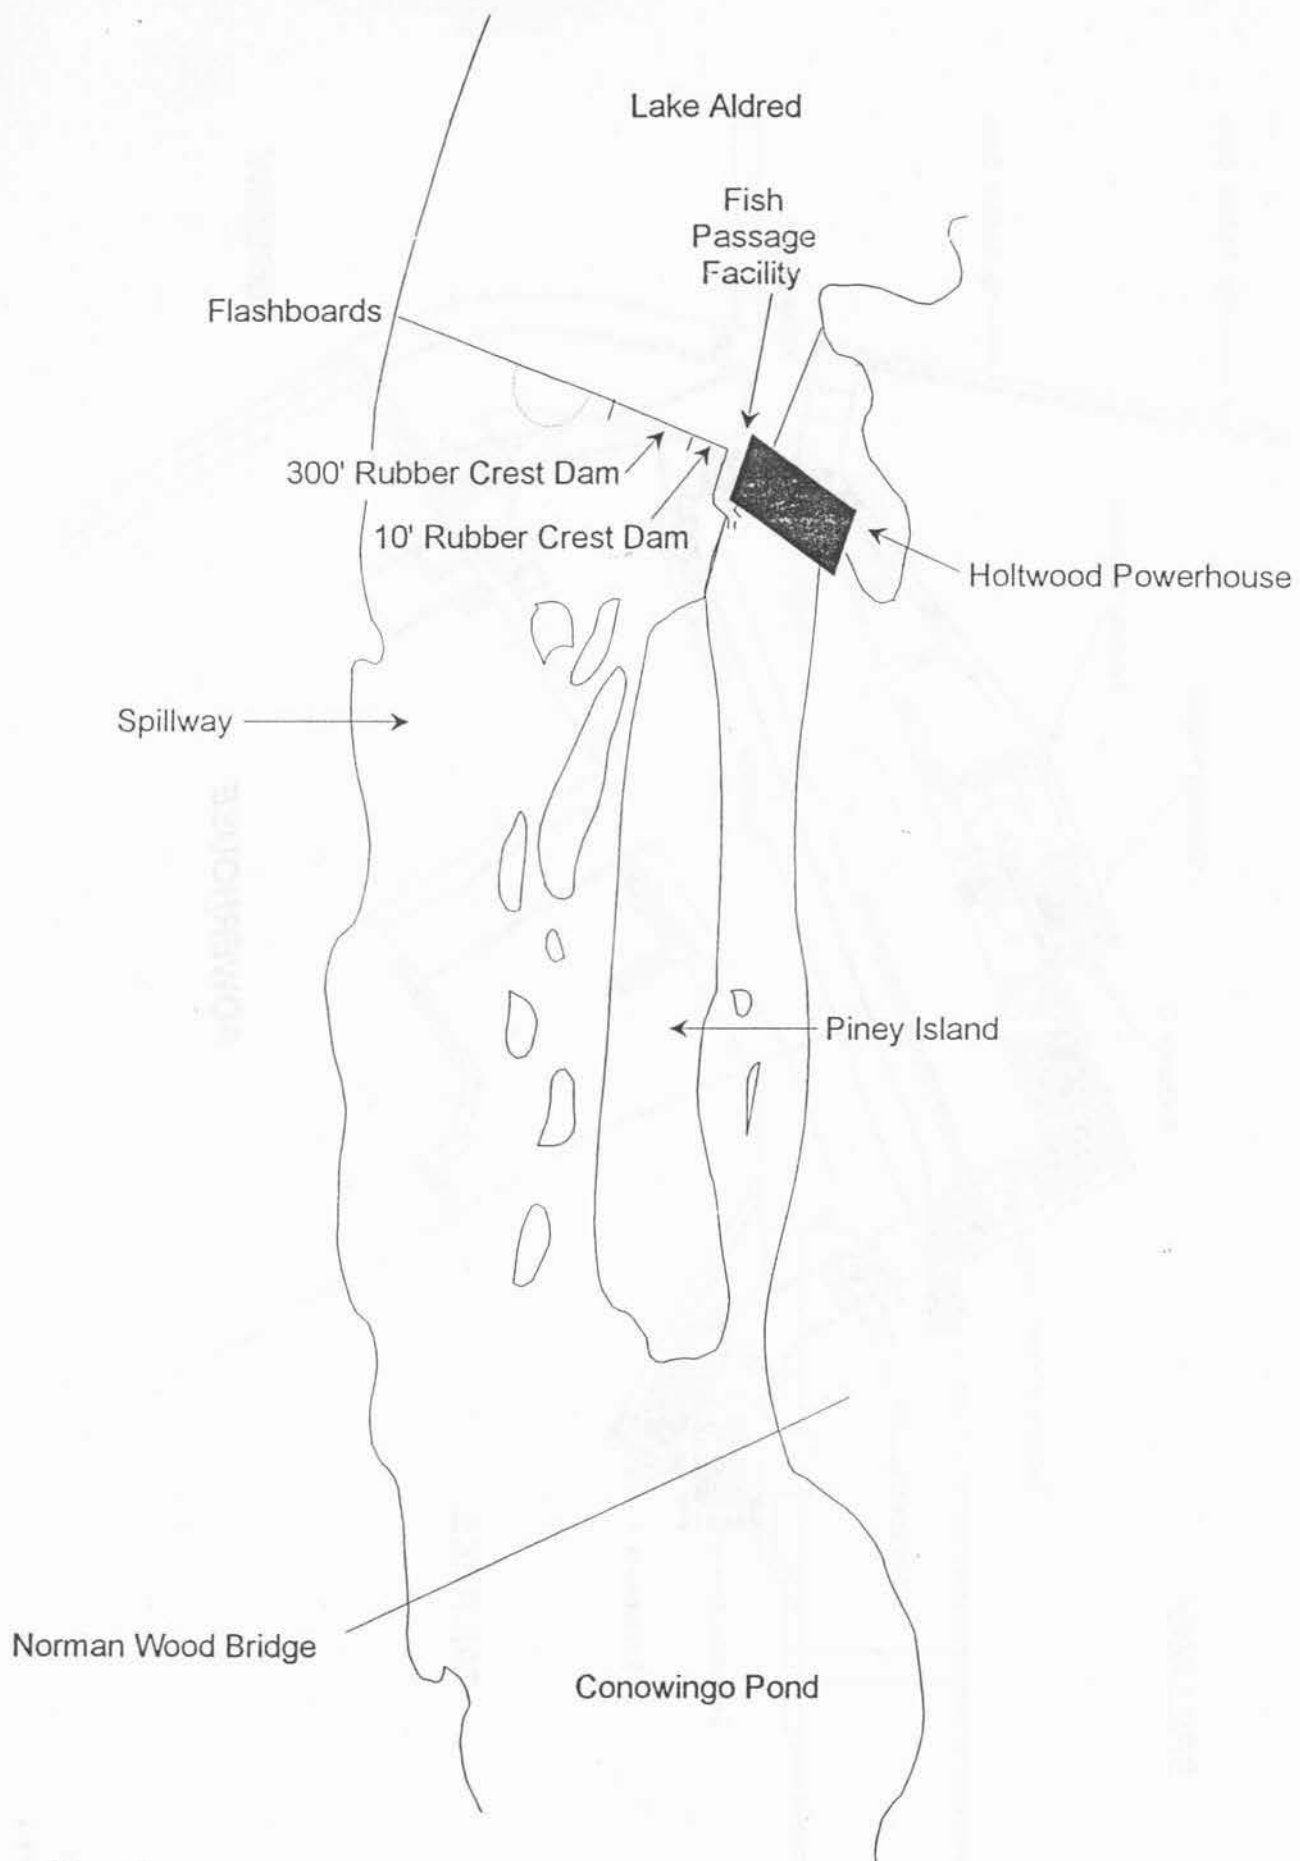 Lake Aldred
Fish
Passage
Facility
Flashboards
300' Rubber Crest Dam
10' Rubber Crest Dam
Holtwood Powerhouse
Spillway
POWERHOUSE
Piney Island
Norman Wood Bridge
Conowingo Pond